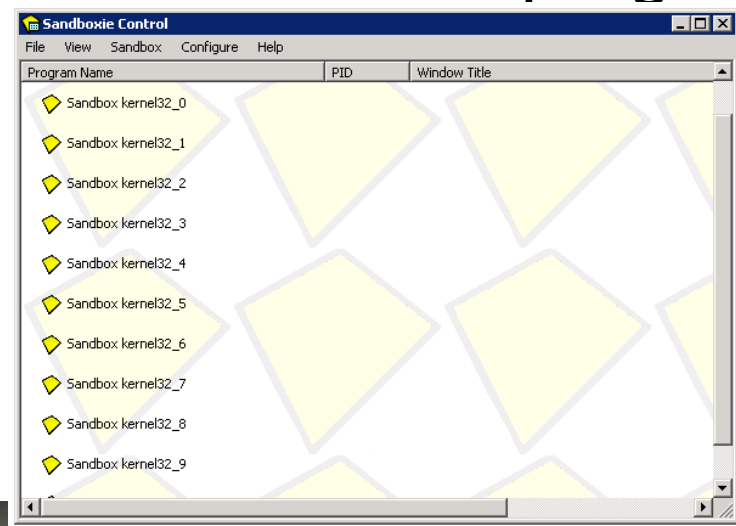 Sandboxie Control
File View Sandbox Configure Help
Program Name PID Window Title
Sandbox kernel32_0
Sandbox kernel32_1
Sandbox kernel32_2
Sandbox kernel32_3
Sandbox kernel32_4
Sandbox kernel32_5
Sandbox kernel32_6
Sandbox kernel32_7
Sandbox kernel32_8
Sandbox kernel32_9